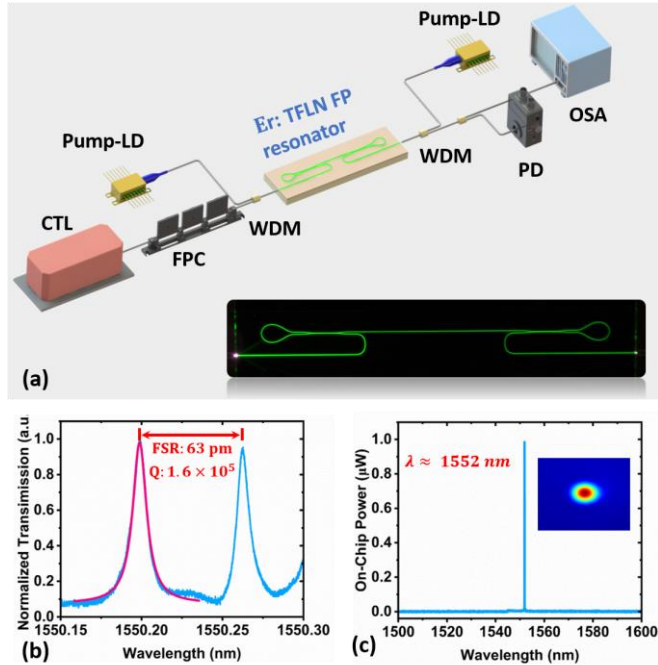 Pump-LD
OSA
Er: TFLN FP
resonator
Pump-LD
WDM
PD
CTL
FPC
WDM
(a)
Normalized Transimission (a.u.
1.0
0.8
0.6
0.4
0.2
0.0
FSR: 63 pm
Q: 1.6 × 10⁵
1550.15 1550.20 1550.25 1550.30
(b)
Wavelength (nm)
On-Chip Power (μW)
1.0
0.8
0.6
0.4
0.2
0.0
λ ≈ 1552 nm
1500 1520 1540 1560 1580 1600
(c)
Wavelength (nm)